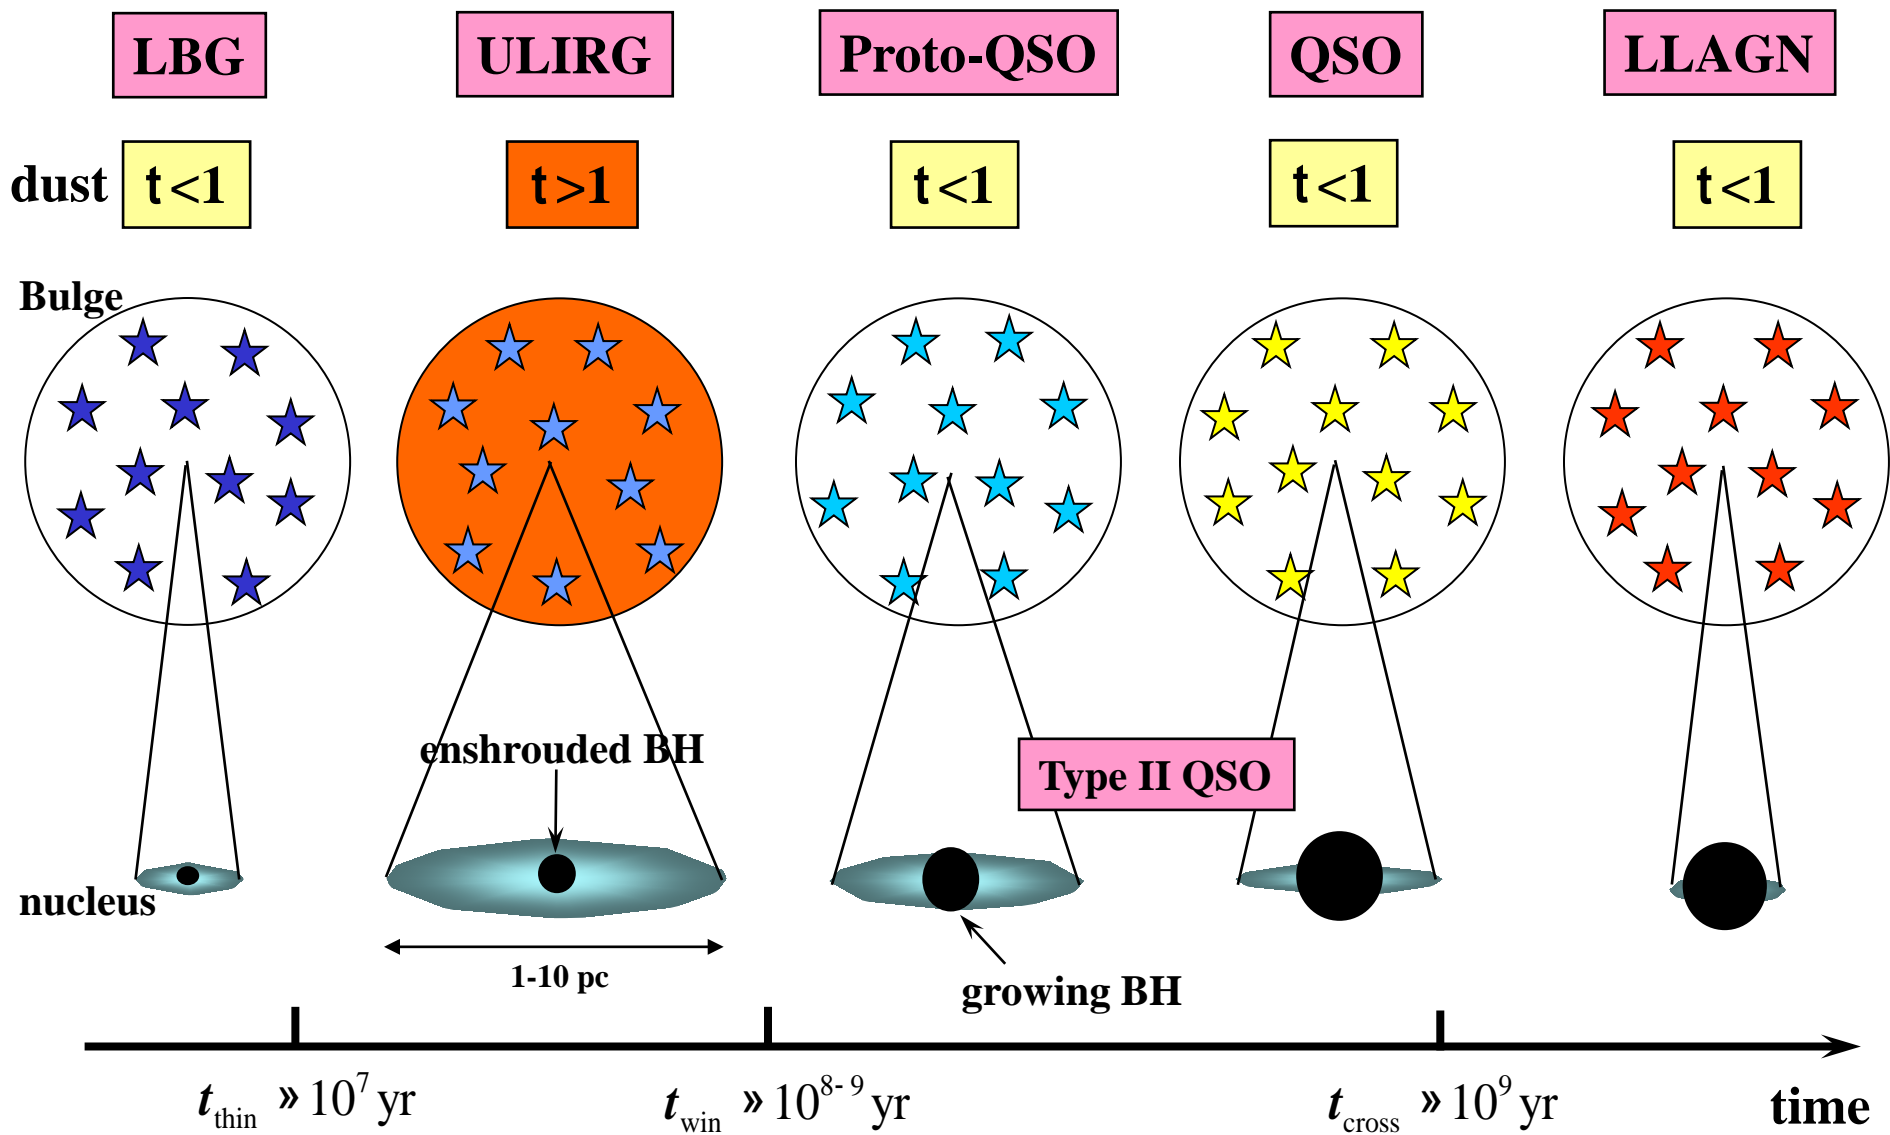 LBG ULIRG Proto-QSO QSO LLAGN
dust t<1 t>1 t<1 t<1 t<1
Bulge
enshrouded BH
Type II QSO
nucleus
1-10 pc
growing BH
t_thin » 10^7 yr t_win » 10^8-9 yr t_cross » 10^9 yr time